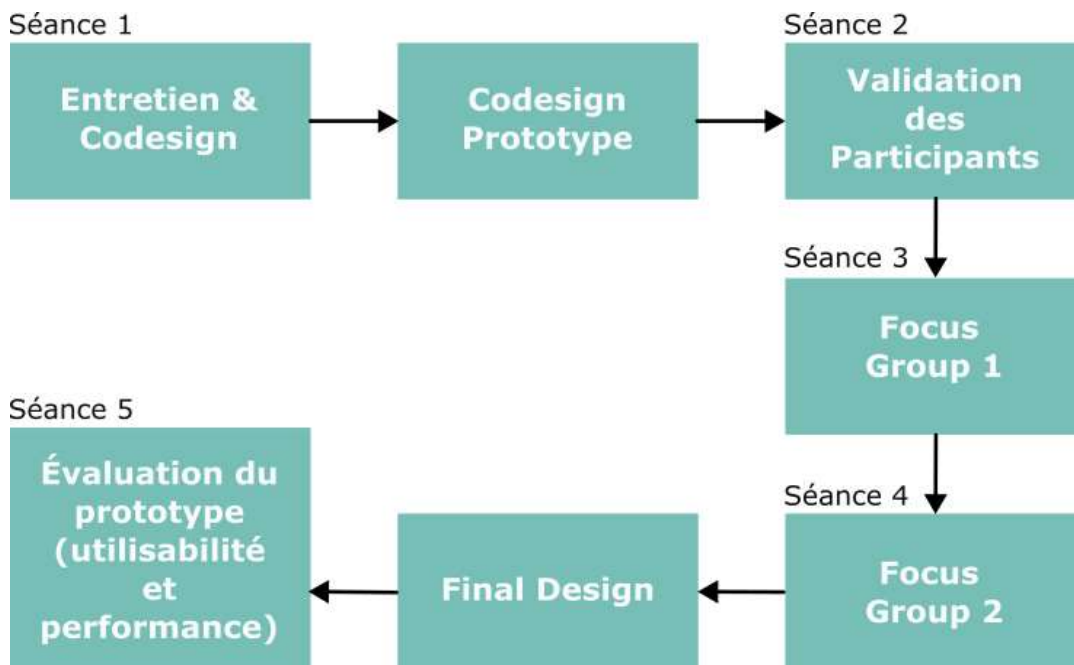 Séance 1
Entretien &
Codesign
Codesign
Prototype
Séance 2
Validation
des
Participants
Séance 3
Focus
Group 1
Séance 4
Focus
Group 2
Final Design
Séance 5
Évaluation du
prototype
(utilisabilité
et
performance)